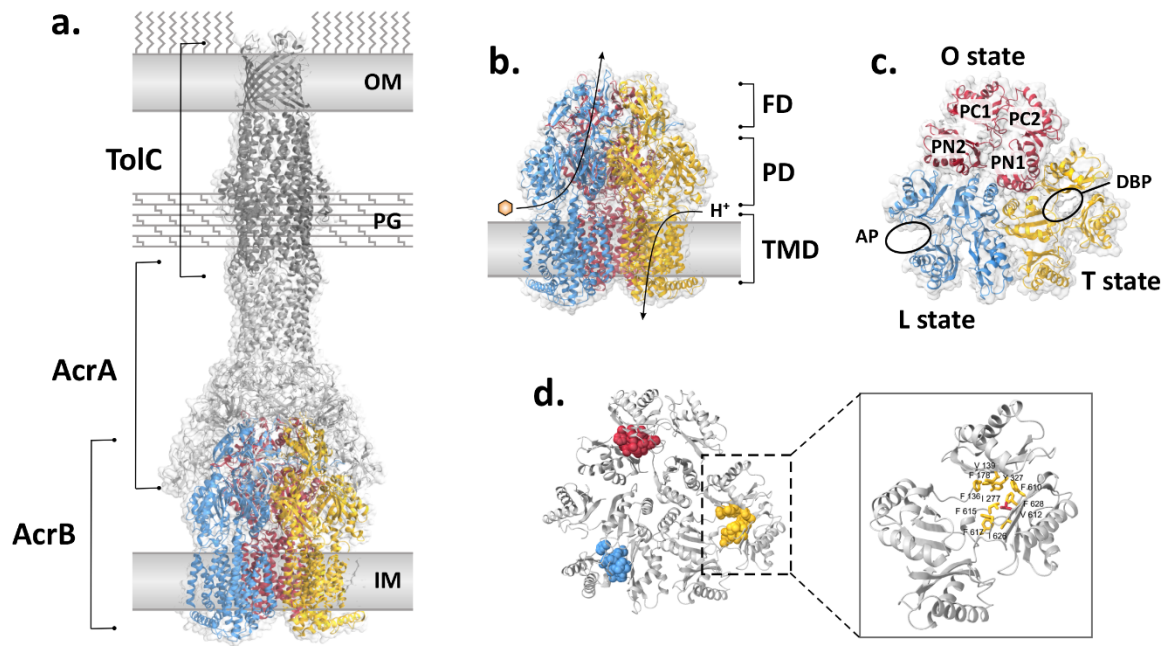 a.
OM
TolC
PG
AcrA
AcrB
IM
b.
FD
PD
H+
TMD
c.
O state
PC1
PC2
PN2
PN1
DBP
AP
T state
L state
d.
V 139
F 178
Y 327
F 610
F 136
I 277
F 628
F 615
V 612
F 617
I 626